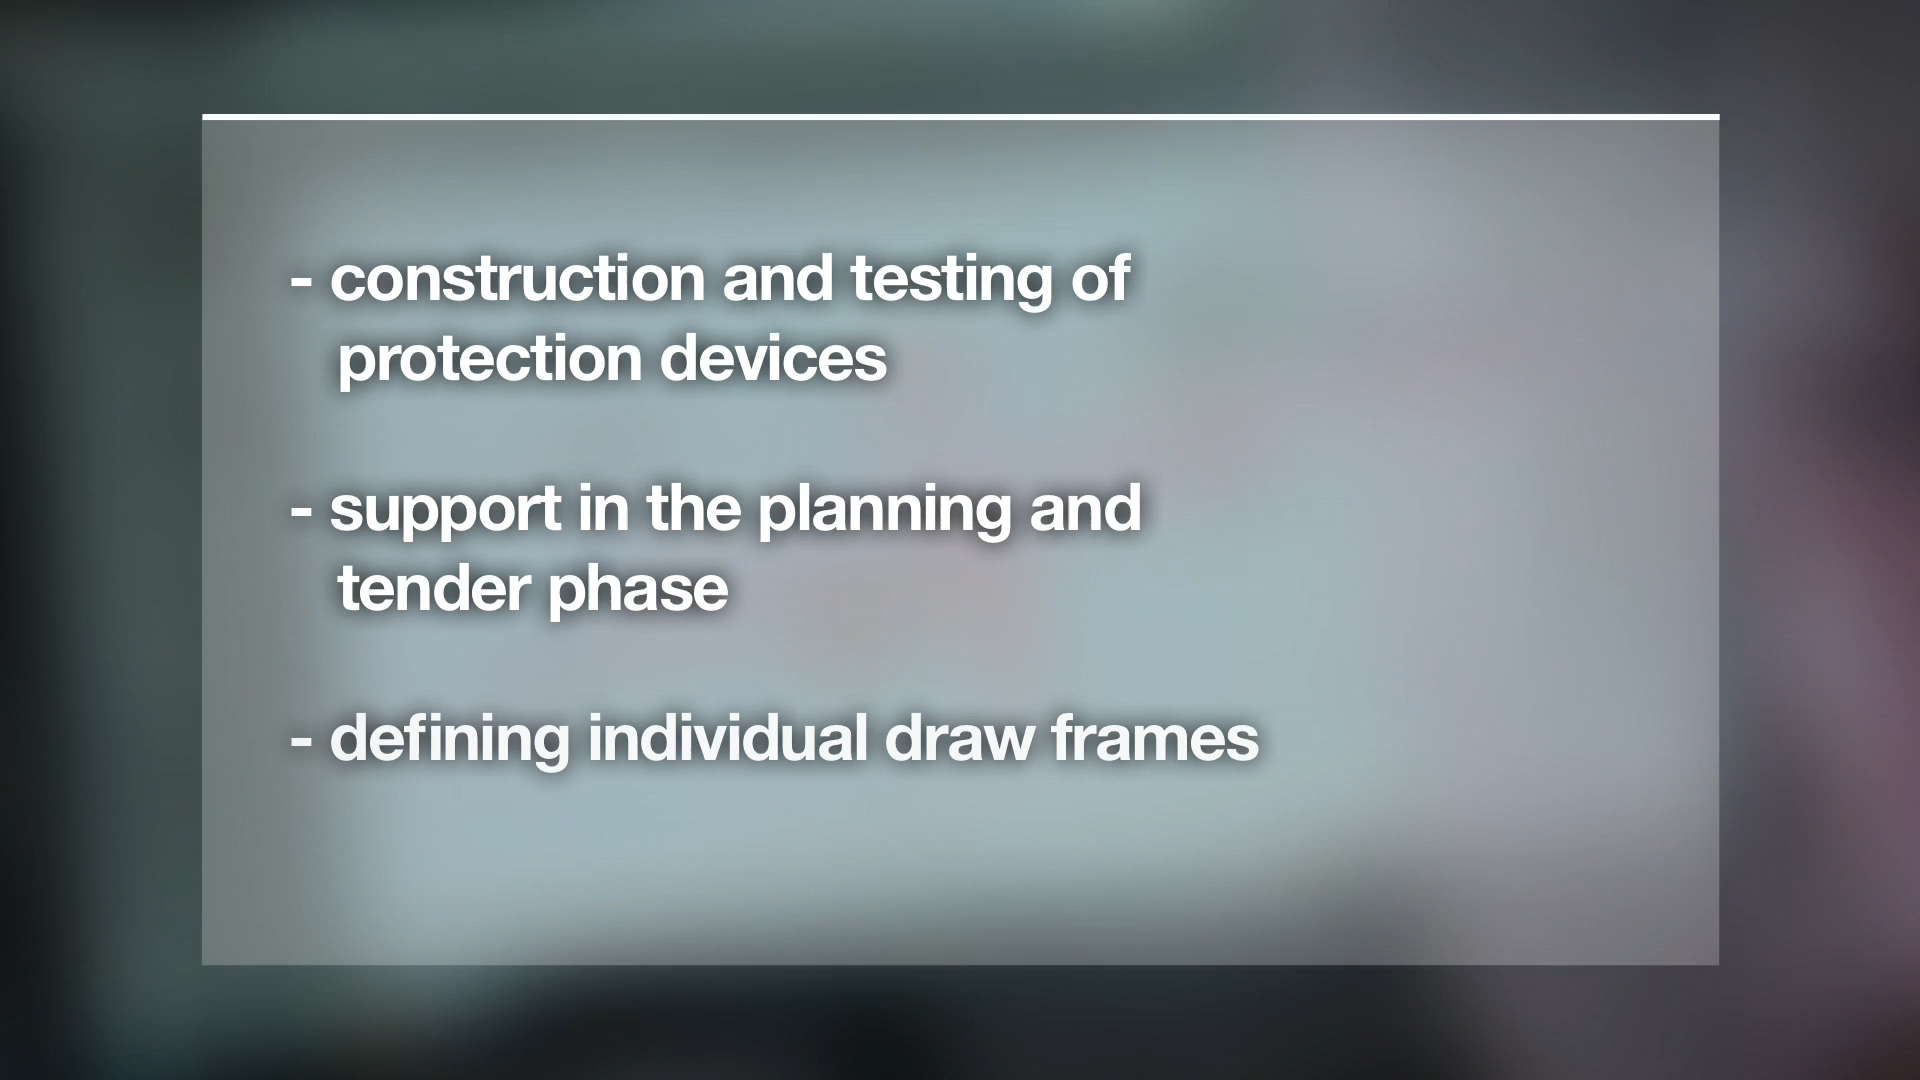 - construction and testing of
protection devices
- support in the planning and
tender phase
- defining individual draw frames